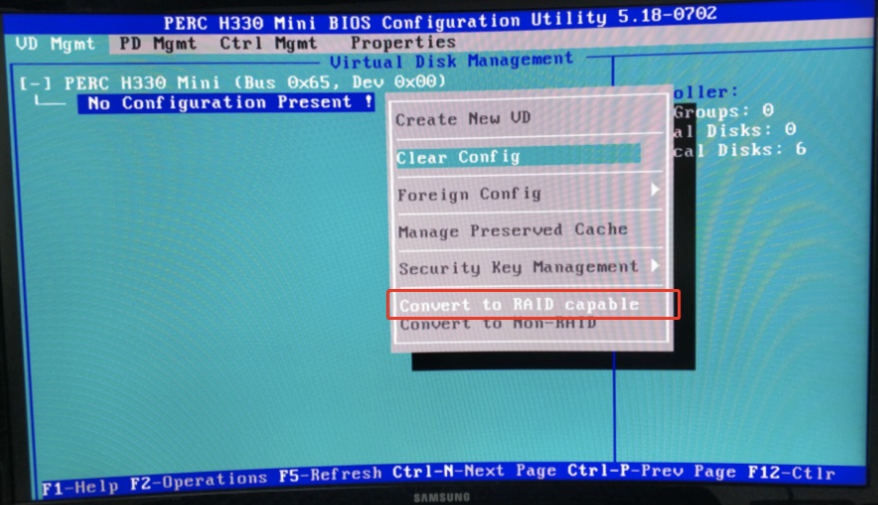 PERC H330 Mini BIOS Configuration Utility 5.18-0702
VD Mgmt PD Mgmt Ctrl Mgmt Properties
Virtual Disk Management
[-] PERC H330 Mini (Bus 0x65, Dev 0x00)
No Configuration Present !
oller:
Groups: 0
al Disks: 0
cal Disks: 6
Create New VD
Clear Config
Foreign Config
Manage Preserved Cache
Security Key Management
Convert to RAID capable
Convert to Non-RAID
F1-Help F2-Operations F5-Refresh Ctrl-N-Next Page Ctrl-P-Prev Page F12-Ctlr
SAMSUNG